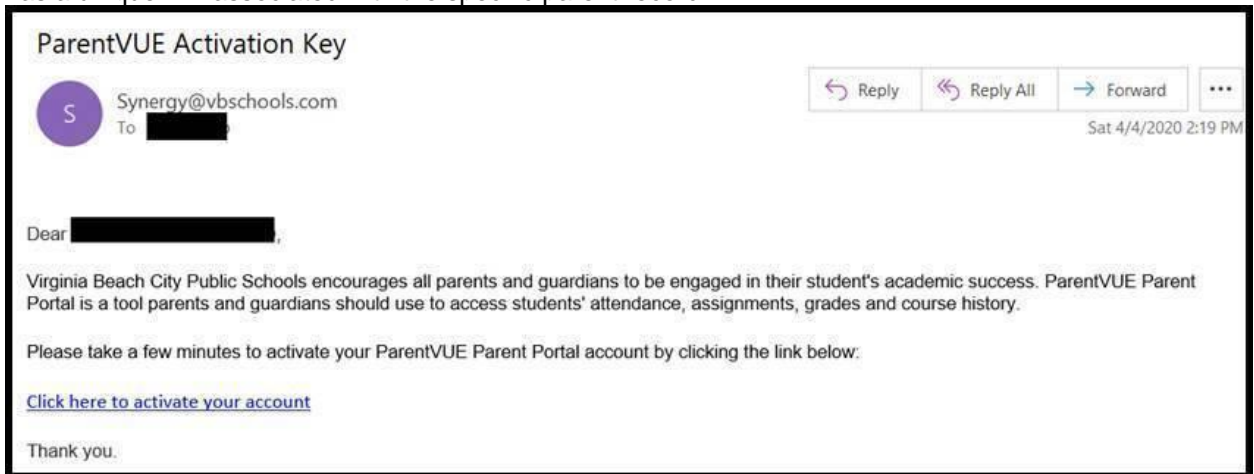 ParentVUE Activation Key
S
Synergy@vbschools.com
To
Reply
Reply All
Forward
...
Sat 4/4/2020 2:19 PM
Dear ,
Virginia Beach City Public Schools encourages all parents and guardians to be engaged in their student's academic success. ParentVUE Parent
Portal is a tool parents and guardians should use to access students' attendance, assignments, grades and course history.
Please take a few minutes to activate your ParentVUE Parent Portal account by clicking the link below:
Click here to activate your account
Thank you.